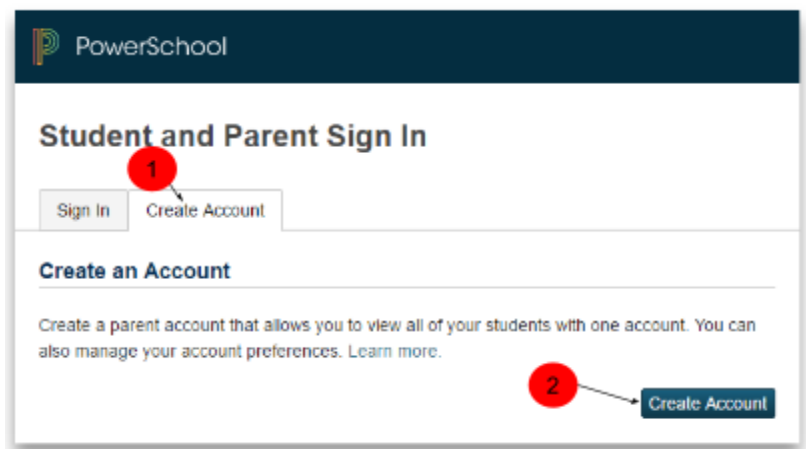 PowerSchool
Student and Parent Sign In
1
Sign In
Create Account
Create an Account
Create a parent account that allows you to view all of your students with one account. You can
also manage your account preferences. Learn more.
2
Create Account